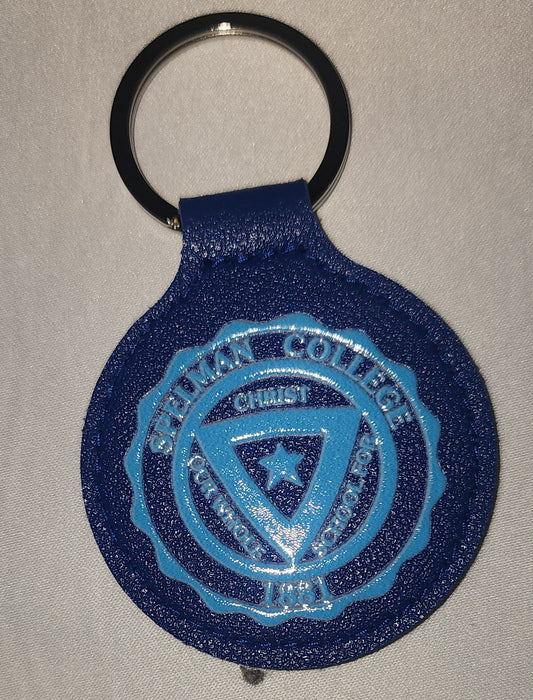 SPELMAN COLLEGE
CHRIST
OUR WHOLE
SCHOOL FOR
1881